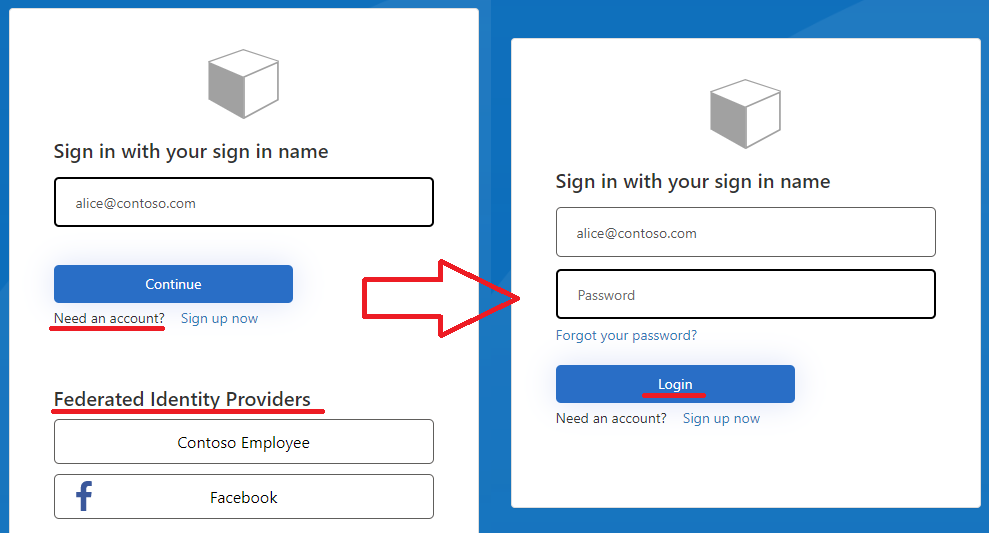 Sign in with your sign in name
alice@contoso.com
Continue
Need an account? Sign up now
Federated Identity Providers
Contoso Employee
Facebook
Sign in with your sign in name
alice@contoso.com
Password
Forgot your password?
Login
Need an account? Sign up now